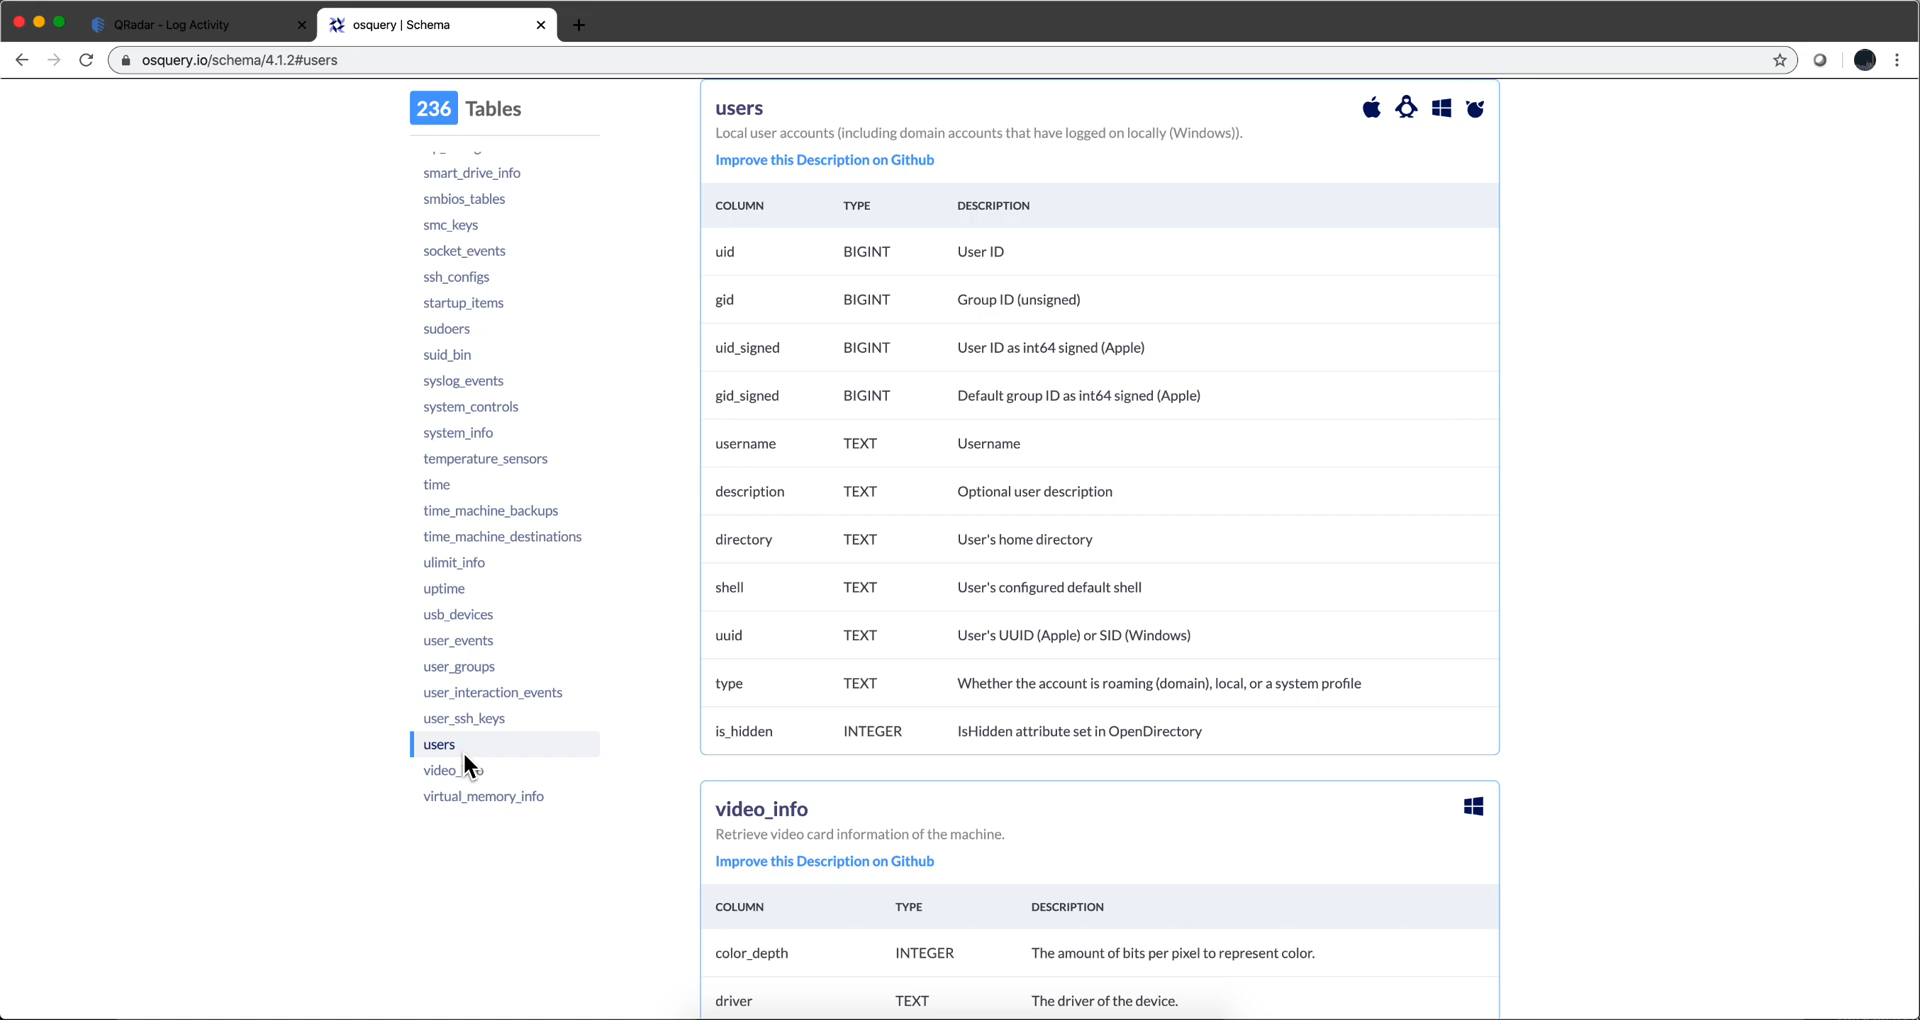 QRadar - Log Activity
osquery | Schema
osquery.io/schema/4.1.2#users
236 Tables
smart_drive_info
smbios_tables
smc_keys
socket_events
ssh_configs
startup_items
sudoers
suid_bin
syslog_events
system_controls
system_info
temperature_sensors
time
time_machine_backups
time_machine_destinations
ulimit_info
uptime
usb_devices
user_events
user_groups
user_interaction_events
user_ssh_keys
users
virtual_memory_info
users
Local user accounts (including domain accounts that have logged on locally (Windows)).
Improve this Description on Github
COLUMN TYPE DESCRIPTION
uid BIGINT User ID
gid BIGINT Group ID (unsigned)
uid_signed BIGINT User ID as int64 signed (Apple)
gid_signed BIGINT Default group ID as int64 signed (Apple)
username TEXT Username
description TEXT Optional user description
directory TEXT User's home directory
shell TEXT User's configured default shell
uuid TEXT User's UUID (Apple) or SID (Windows)
type TEXT Whether the account is roaming (domain), local, or a system profile
is_hidden INTEGER IsHidden attribute set in OpenDirectory
video_info
Retrieve video card information of the machine.
Improve this Description on Github
COLUMN TYPE DESCRIPTION
color_depth INTEGER The amount of bits per pixel to represent color.
driver TEXT The driver of the device.